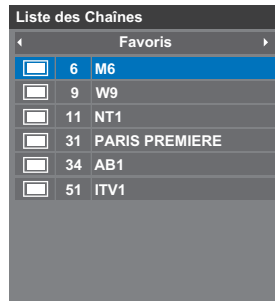 Liste des Chaînes
Favoris
6 M6
9 W9
11 NT1
31 PARIS PREMIERE
34 AB1
51 ITV1